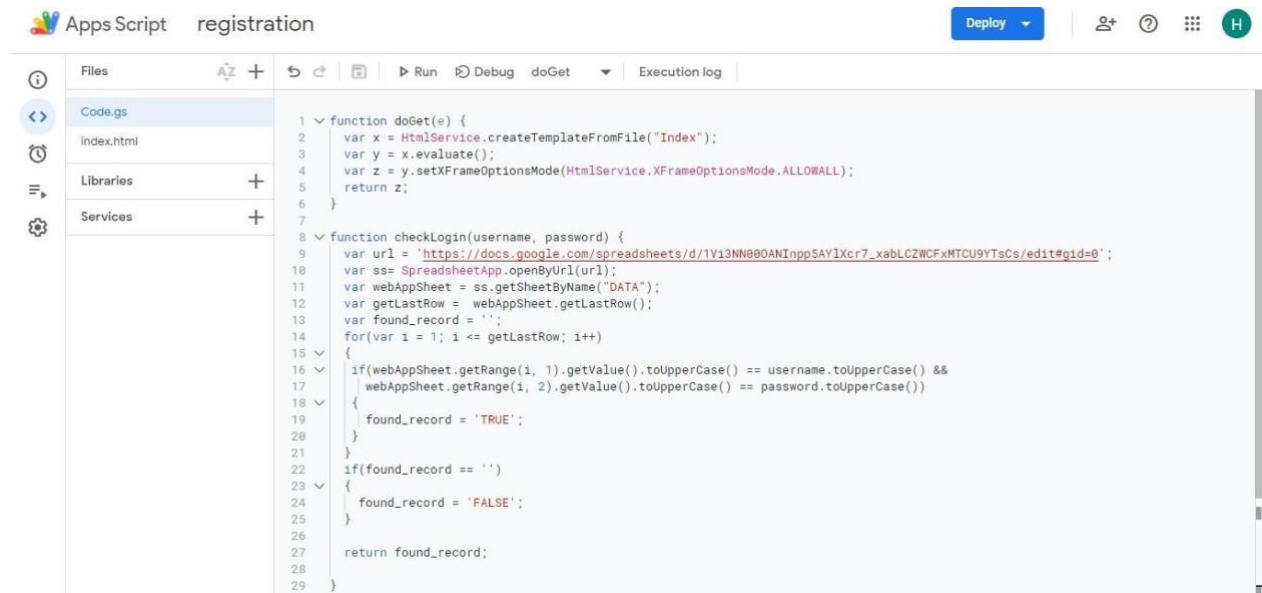 Apps Script registration Deploy H
Files AZ Run Debug doGet Execution log
Code.gs
index.html
Libraries
Services
1 function doGet(e) {
2 var x = HtmlService.createTemplateFromFile("Index");
3 var y = x.evaluate();
4 var z = y.setXFrameOptionsMode(HtmlService.XFrameOptionsMode.ALLOWALL);
5 return z;
6 }
7
8 function checkLogin(username, password) {
9 var url = 'https://docs.google.com/spreadsheets/d/1Vi3NN00OANInpp5AYlXcr7_xabLCZWCFxMTCU9YTsCs/edit#gid=0';
10 var ss= SpreadsheetApp.openByUrl(url);
11 var webAppSheet = ss.getSheetByName("DATA");
12 var getLastRow = webAppSheet.getLastRow();
13 var found_record = '';
14 for(var i = 1; i <= getLastRow; i++)
15 {
16 if(webAppSheet.getRange(i, 1).getValue().toUpperCase() == username.toUpperCase() &&
17 webAppSheet.getRange(i, 2).getValue().toUpperCase() == password.toUpperCase())
18 {
19 found_record = 'TRUE';
20 }
21 }
22 if(found_record == '')
23 {
24 found_record = 'FALSE';
25 }
26
27 return found_record;
28
29 }